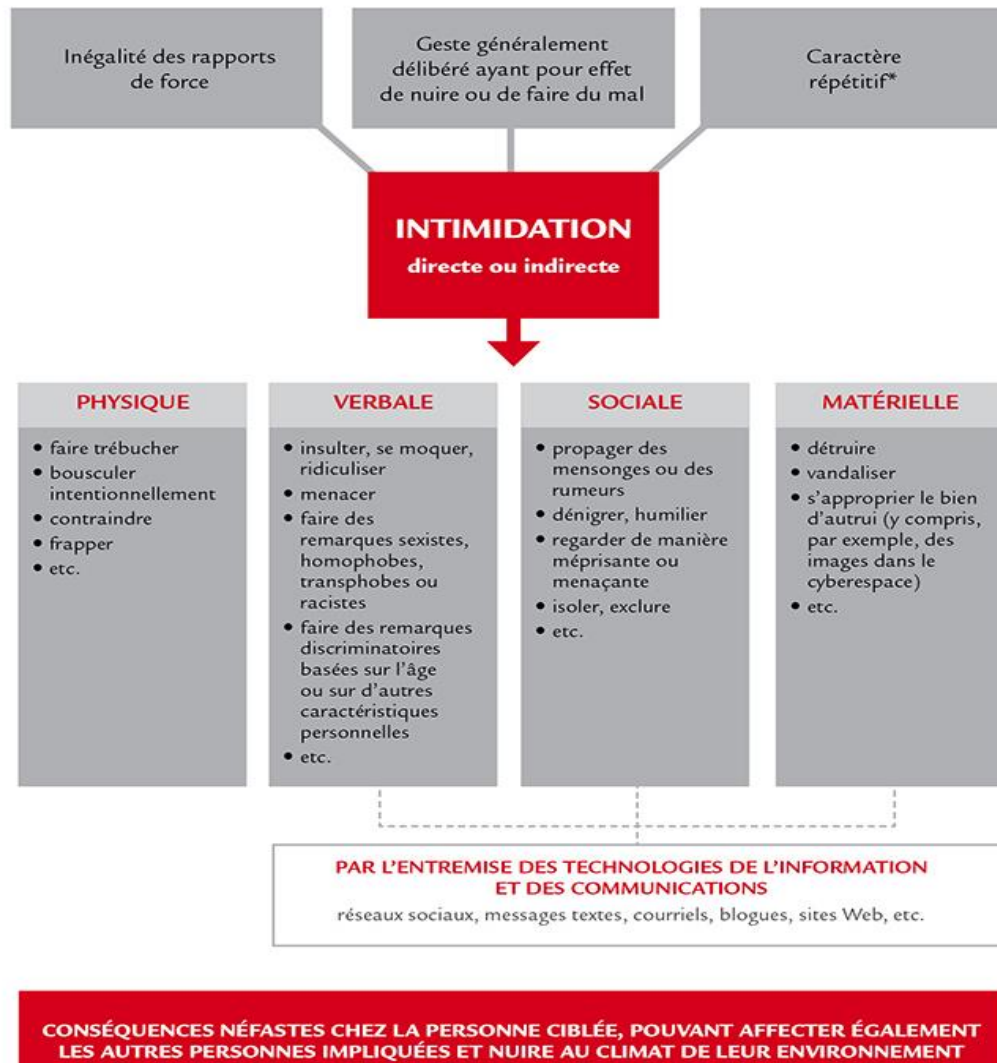 Inégalité des rapports
de force
Geste généralement
délibéré ayant pour effet
de nuire ou de faire du mal
Caractère
répétitif*
INTIMIDATION
directe ou indirecte
PHYSIQUE
• faire trébucher
• bousculer
intentionnellement
• contraindre
• frapper
• etc.
VERBALE
• insulter, se moquer,
ridiculiser
• menacer
• faire des
remarques sexistes,
homophobes,
transphobes ou
racistes
• faire des remarques
discriminatoires
basées sur l'âge
ou sur d'autres
caractéristiques
personnelles
• etc.
SOCIALE
• propager des
mensonges ou des
rumeurs
• dénigrer, humilier
• regarder de manière
méprisante ou
menaçante
• isoler, exclure
• etc.
MATÉRIELLE
• détruire
• vandaliser
• s'approprier le bien
d'autrui (y compris,
par exemple, des
images dans le
cyberespace)
• etc.
PAR L'ENTREMISE DES TECHNOLOGIES DE L'INFORMATION
ET DES COMMUNICATIONS
réseaux sociaux, messages textes, courriels, blogues, sites Web, etc.
CONSÉQUENCES NÉFASTES CHEZ LA PERSONNE CIBLÉE, POUVANT AFFECTER ÉGALEMENT
LES AUTRES PERSONNES IMPLIQUÉES ET NUIRE AU CLIMAT DE LEUR ENVIRONNEMENT